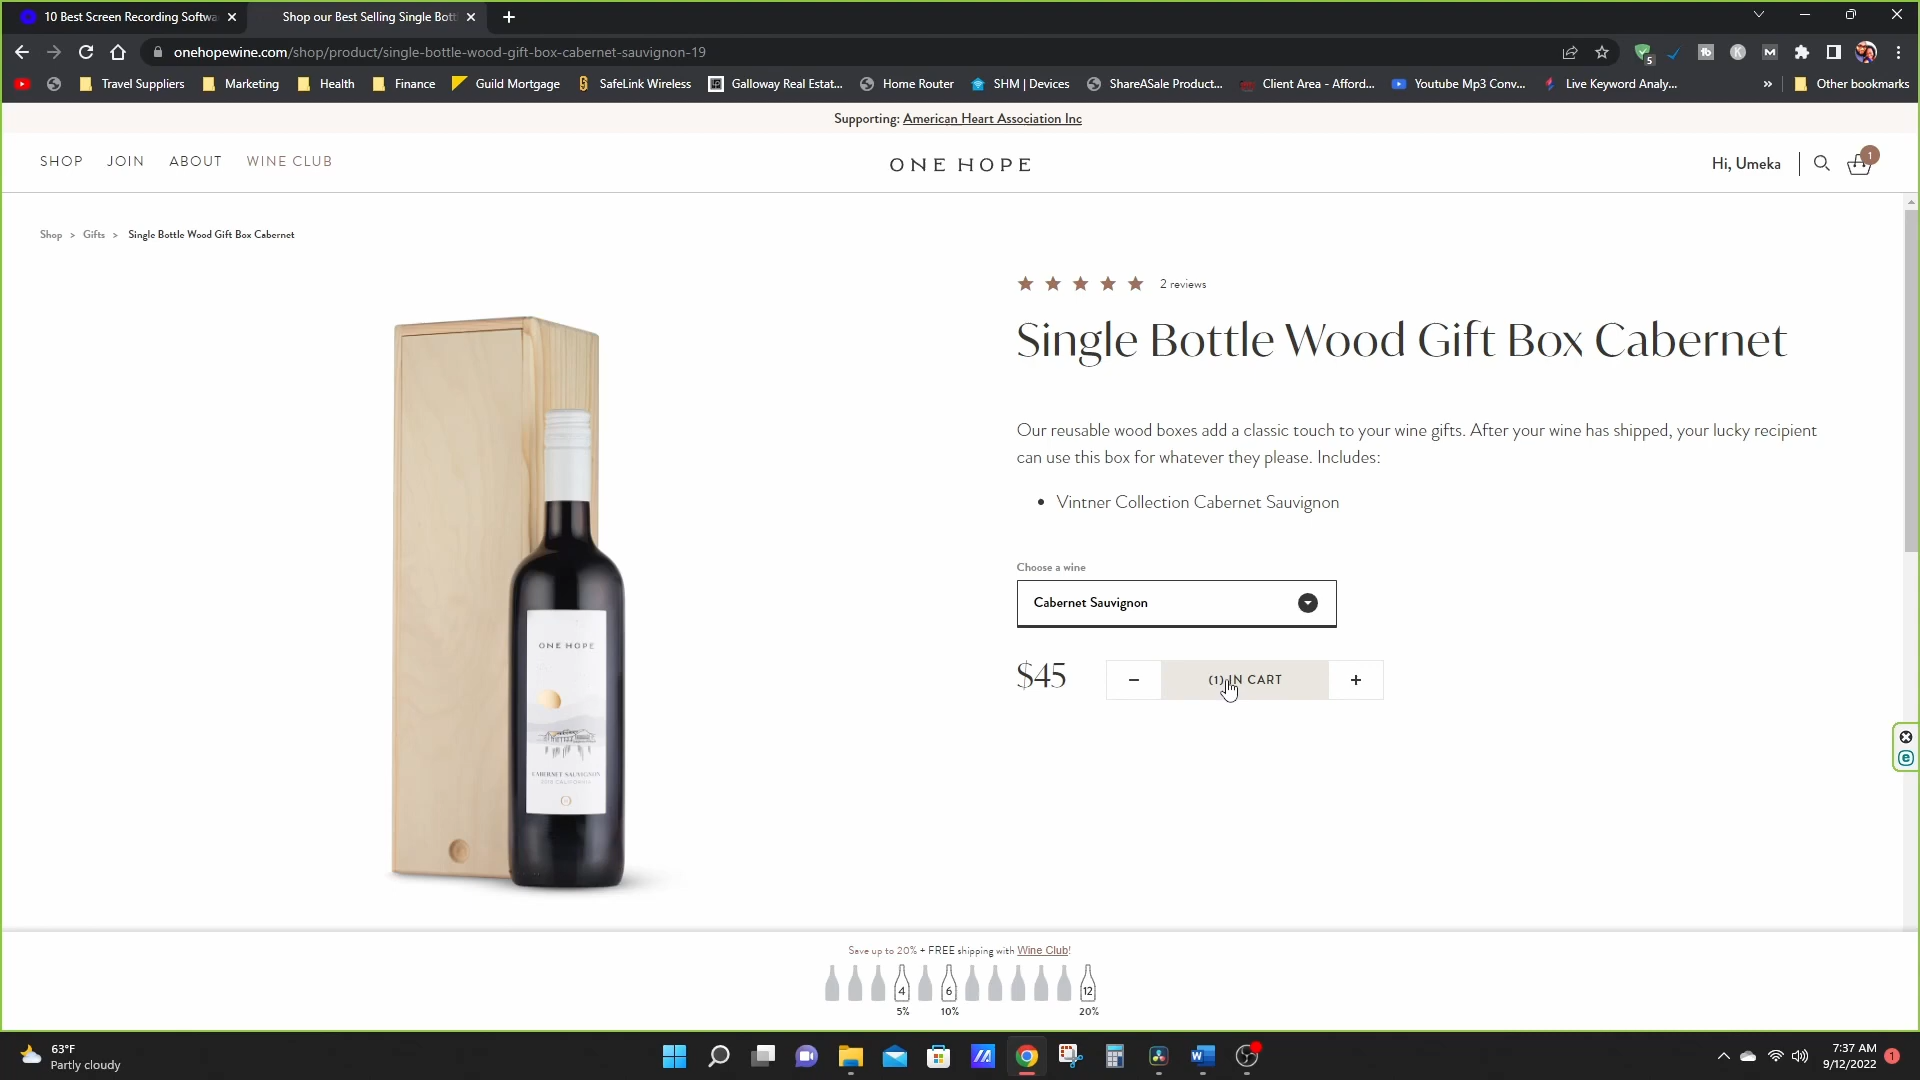 10 Best Screen Recording Softwa
Shop our Best Selling Single Bott
onehopewine.com/shop/product/single-bottle-wood-gift-box-cabernet-sauvignon-19
5
Travel Suppliers
Marketing
Health
Finance
Guild Mortgage
SafeLink Wireless
Galloway Real Estat...
Home Router
SHM | Devices
ShareASale Product...
Client Area - Afford...
Youtube Mp3 Conv...
Live Keyword Analy...
»
Other bookmarks
Supporting: American Heart Association Inc
SHOP JOIN ABOUT WINE CLUB
ONE HOPE
Hi, Umeka
1
Shop > Gifts > Single Bottle Wood Gift Box Cabernet
2 reviews
Single Bottle Wood Gift Box Cabernet
Our reusable wood boxes add a classic touch to your wine gifts. After your wine has shipped, your lucky recipient
can use this box for whatever they please. Includes:
• Vintner Collection Cabernet Sauvignon
Choose a wine
Cabernet Sauvignon
$45 − (1) IN CART +
ONE HOPE
CABERNET SAUVIGNON
Save up to 20% + FREE shipping with Wine Club!
4 6 12
5% 10% 20%
63°F
Partly cloudy
7:37 AM
9/12/2022
1